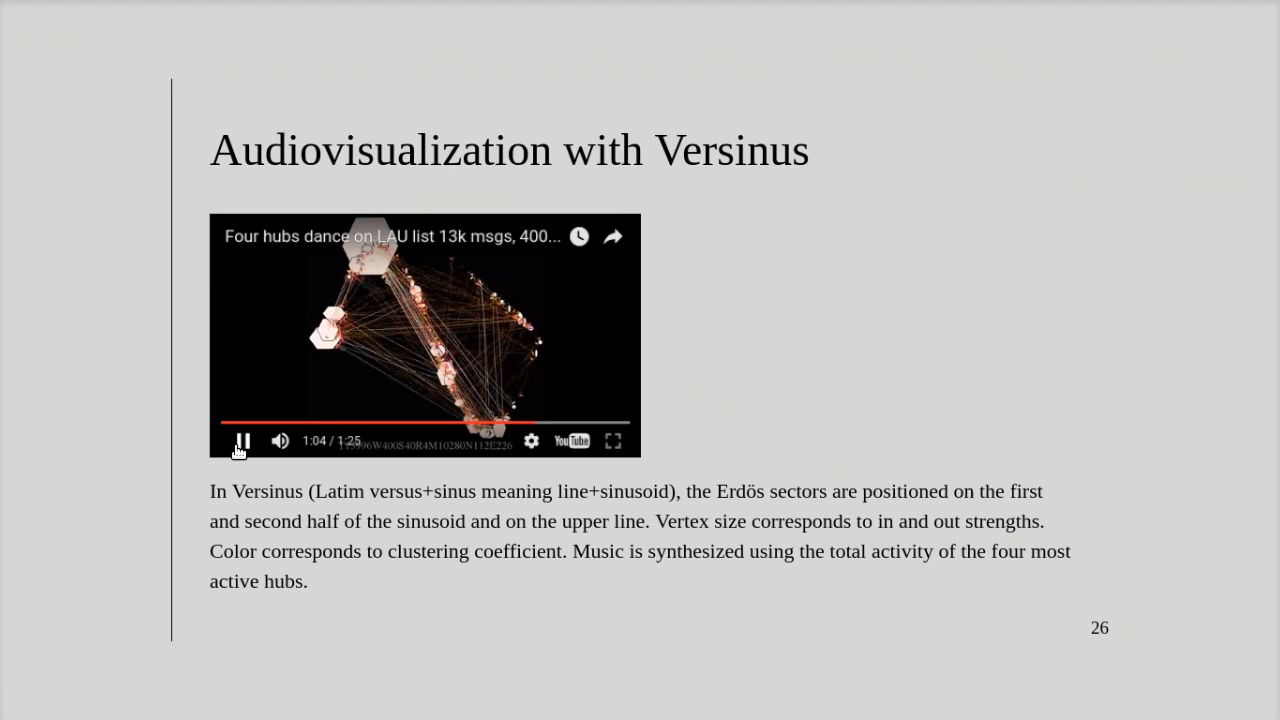 Audiovisualization with Versinus
Four hubs dance on LAU list 13k msgs, 400...
1:04 / 1:25
YouTube
In Versinus (Latim versus+sinus meaning line+sinusoid), the Erdös sectors are positioned on the first
and second half of the sinusoid and on the upper line. Vertex size corresponds to in and out strengths.
Color corresponds to clustering coefficient. Music is synthesized using the total activity of the four most
active hubs.
26